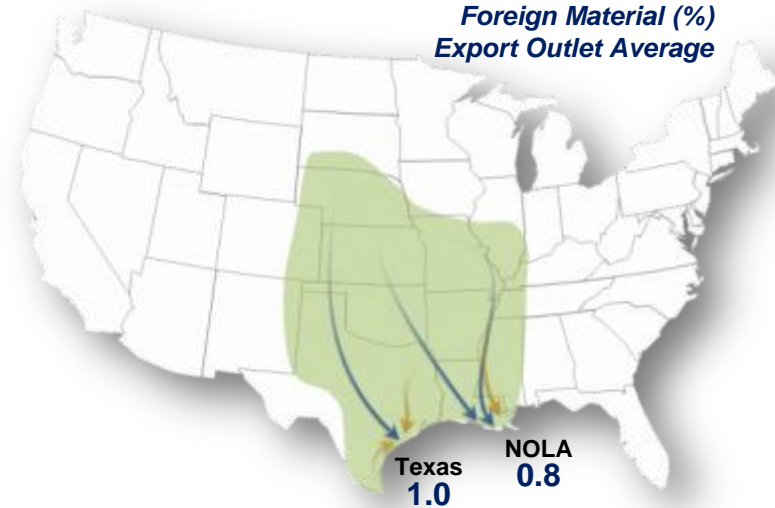 Foreign Material (%)
Export Outlet Average
Texas
1.0
NOLA
0.8